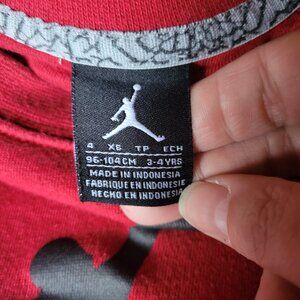 4 XS TP ECH
96-104CM 3-4YRS
MADE IN INDONESIA
FABRIQUE EN INDONESIE
HECHO EN INDONESIA